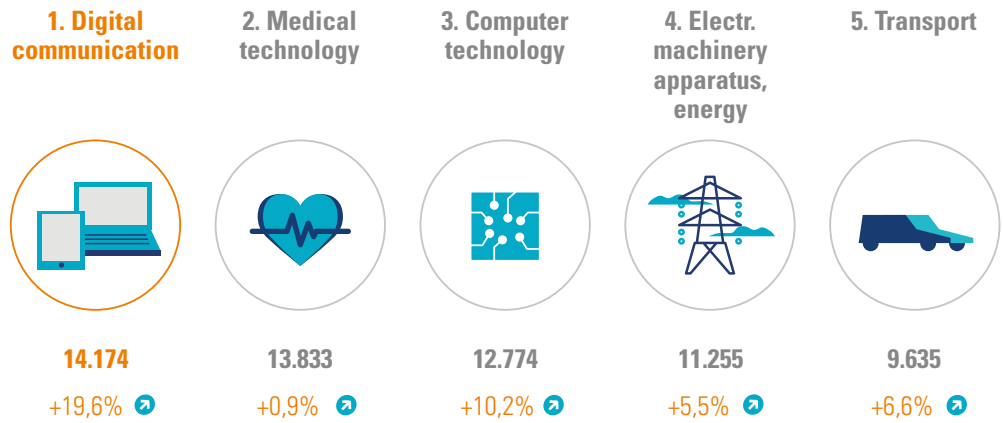 1. Digital
communication
2. Medical
technology
3. Computer
technology
4. Electr.
machinery
apparatus,
energy
5. Transport
14.174
13.833
12.774
11.255
9.635
+19,6%
+0,9%
+10,2%
+5,5%
+6,6%